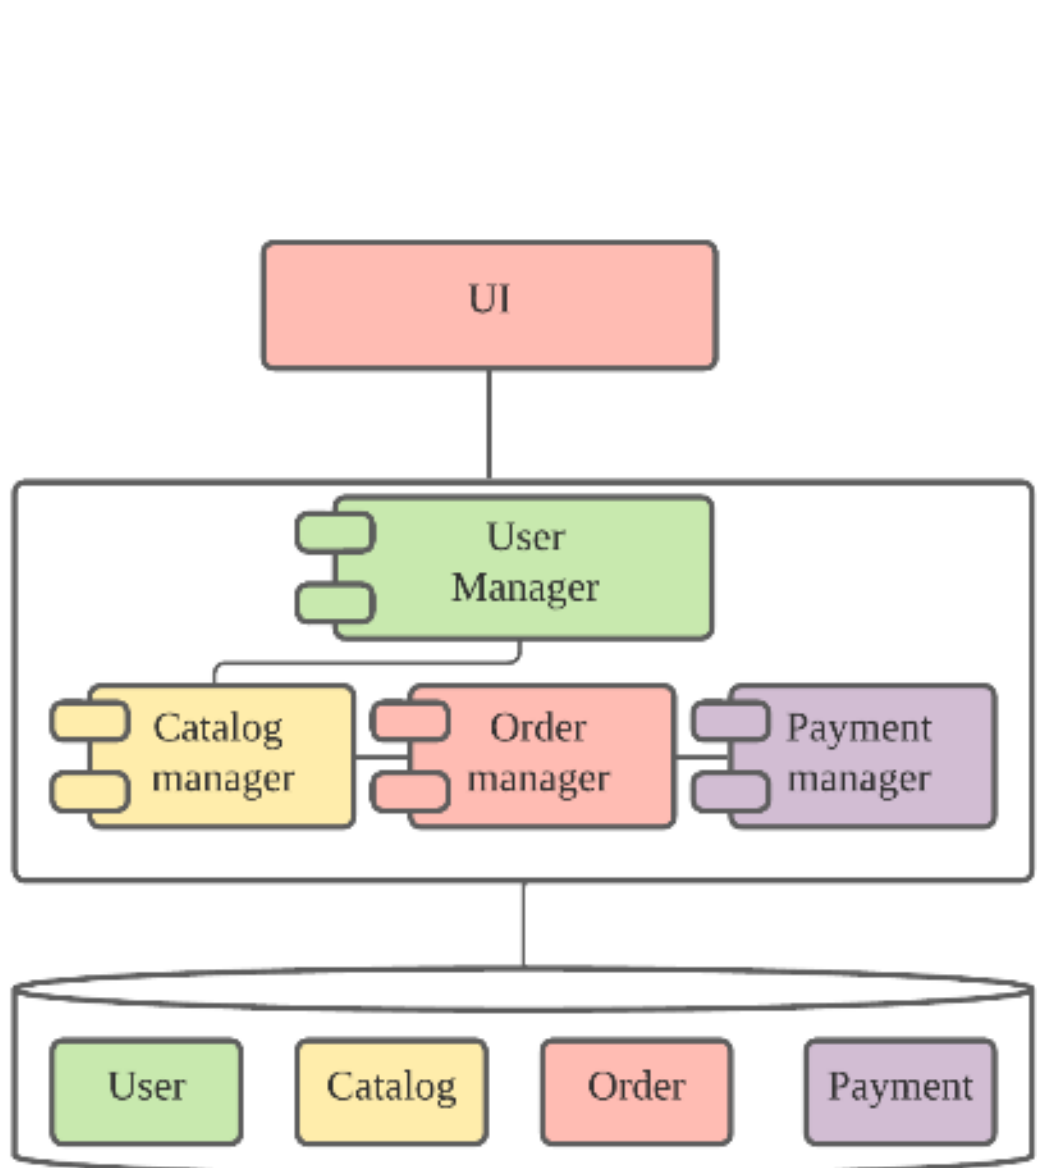 UI
User
Manager
Catalog
manager
Order
manager
Payment
manager
User
Catalog
Order
Payment